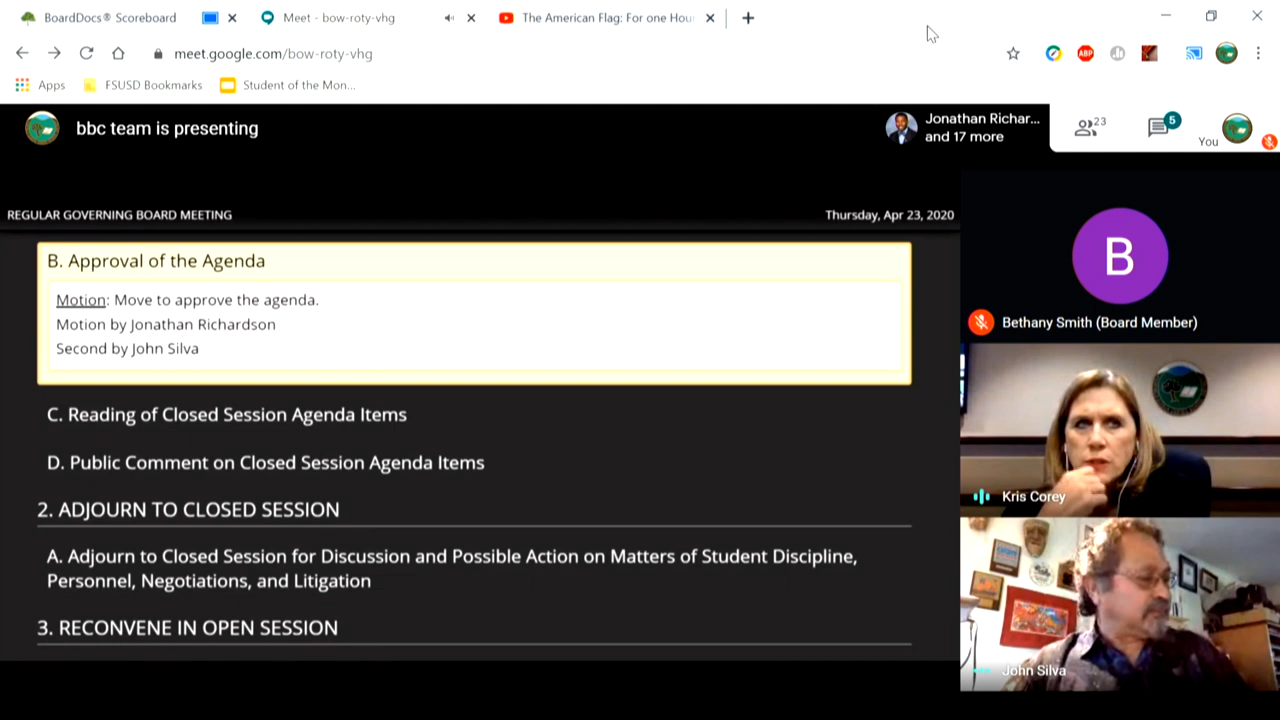 BoardDocs® Scoreboard
Meet - bow-roty-vhg
The American Flag: For one Hou
meet.google.com/bow-roty-vhg
ABP
Apps
FSUSD Bookmarks
Student of the Mon...
bbc team is presenting
Jonathan Richar...
and 17 more
23
5
You
REGULAR GOVERNING BOARD MEETING
Thursday, Apr 23, 2020
B. Approval of the Agenda
Motion: Move to approve the agenda.
Motion by Jonathan Richardson
Second by John Silva
C. Reading of Closed Session Agenda Items
D. Public Comment on Closed Session Agenda Items
2. ADJOURN TO CLOSED SESSION
A. Adjourn to Closed Session for Discussion and Possible Action on Matters of Student Discipline,
Personnel, Negotiations, and Litigation
3. RECONVENE IN OPEN SESSION
B
Bethany Smith (Board Member)
Kris Corey
John Silva